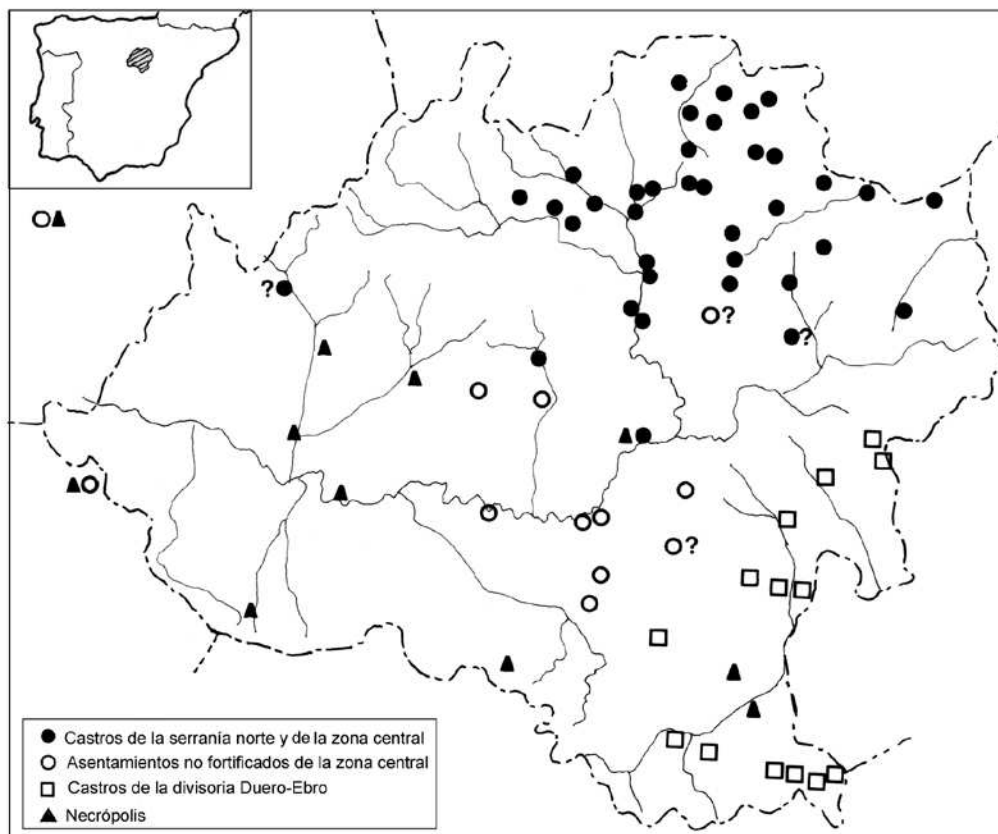 ?
?
?
?
Castros de la serranía norte y de la zona central
Asentamientos no fortificados de la zona central
Castros de la divisoria Duero-Ebro
Necrópolis